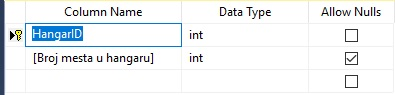 Column Name Data Type Allow Nulls
HangarID int
[Broj mesta u hangaru] int